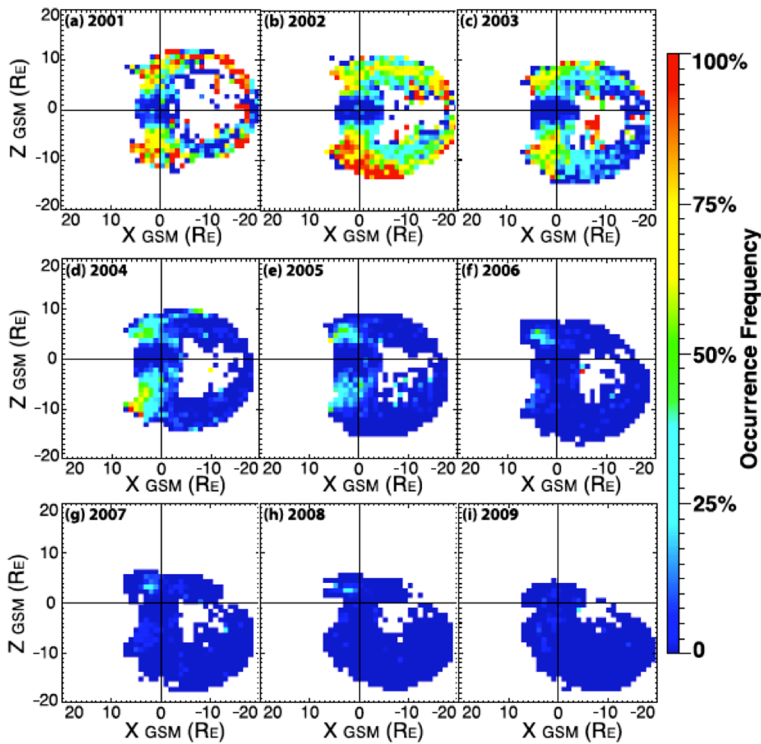 (a) 2001
(b) 2002
(c) 2003
20
10
0
-10
-20
Z GSM (RE)
20 10 0 -10 -20
20 10 0 -10 -20
20 10 0 -10 -20
X GSM (RE)
X GSM (RE)
X GSM (RE)
(d) 2004
(e) 2005
(f) 2006
20
10
0
-10
-20
Z GSM (RE)
20 10 0 -10 -20
20 10 0 -10 -20
20 10 0 -10 -20
X GSM (RE)
X GSM (RE)
X GSM (RE)
(g) 2007
(h) 2008
(i) 2009
20
10
0
-10
-20
Z GSM (RE)
20 10 0 -10 -20
20 10 0 -10 -20
20 10 0 -10 -20
X GSM (RE)
X GSM (RE)
X GSM (RE)
100%
75%
50%
25%
0
Occurrence Frequency